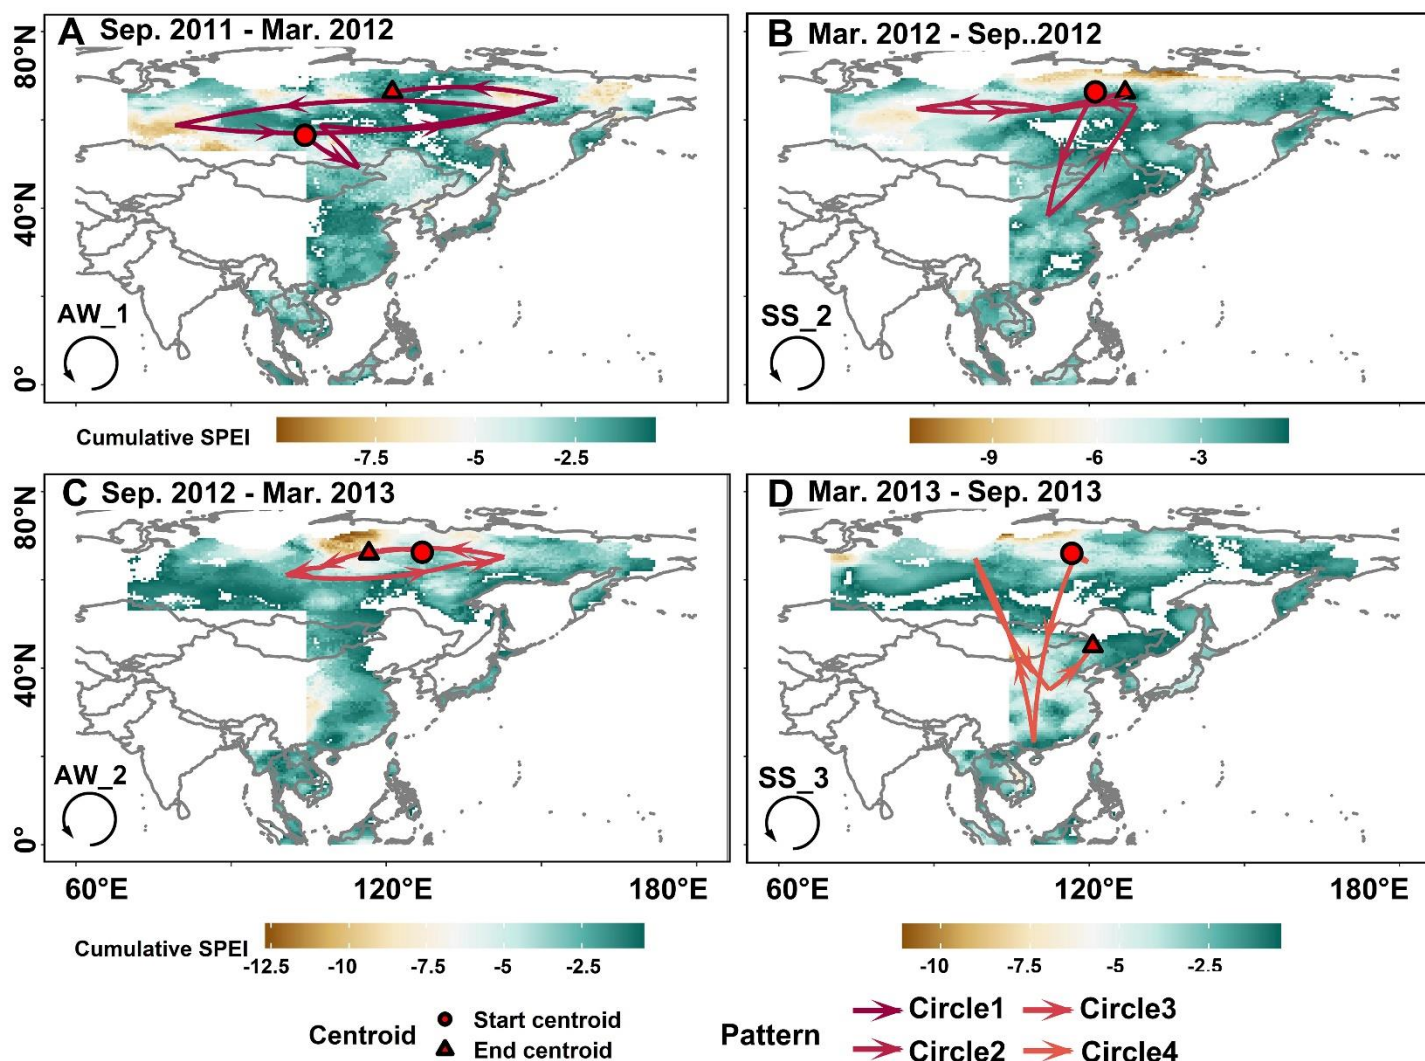 A Sep. 2011 - Mar. 2012
B Mar. 2012 - Sep..2012
80°N
40°N
0°
AW_1
SS_2
Cumulative SPEI
-7.5 -5 -2.5
-9 -6 -3
C Sep. 2012 - Mar. 2013
D Mar. 2013 - Sep. 2013
80°N
40°N
0°
AW_2
SS_3
60°E 120°E 180°E
60°E 120°E 180°E
Cumulative SPEI
-12.5 -10 -7.5 -5 -2.5
-10 -7.5 -5 -2.5
Centroid
Start centroid
End centroid
Pattern
Circle1 Circle3
Circle2 Circle4